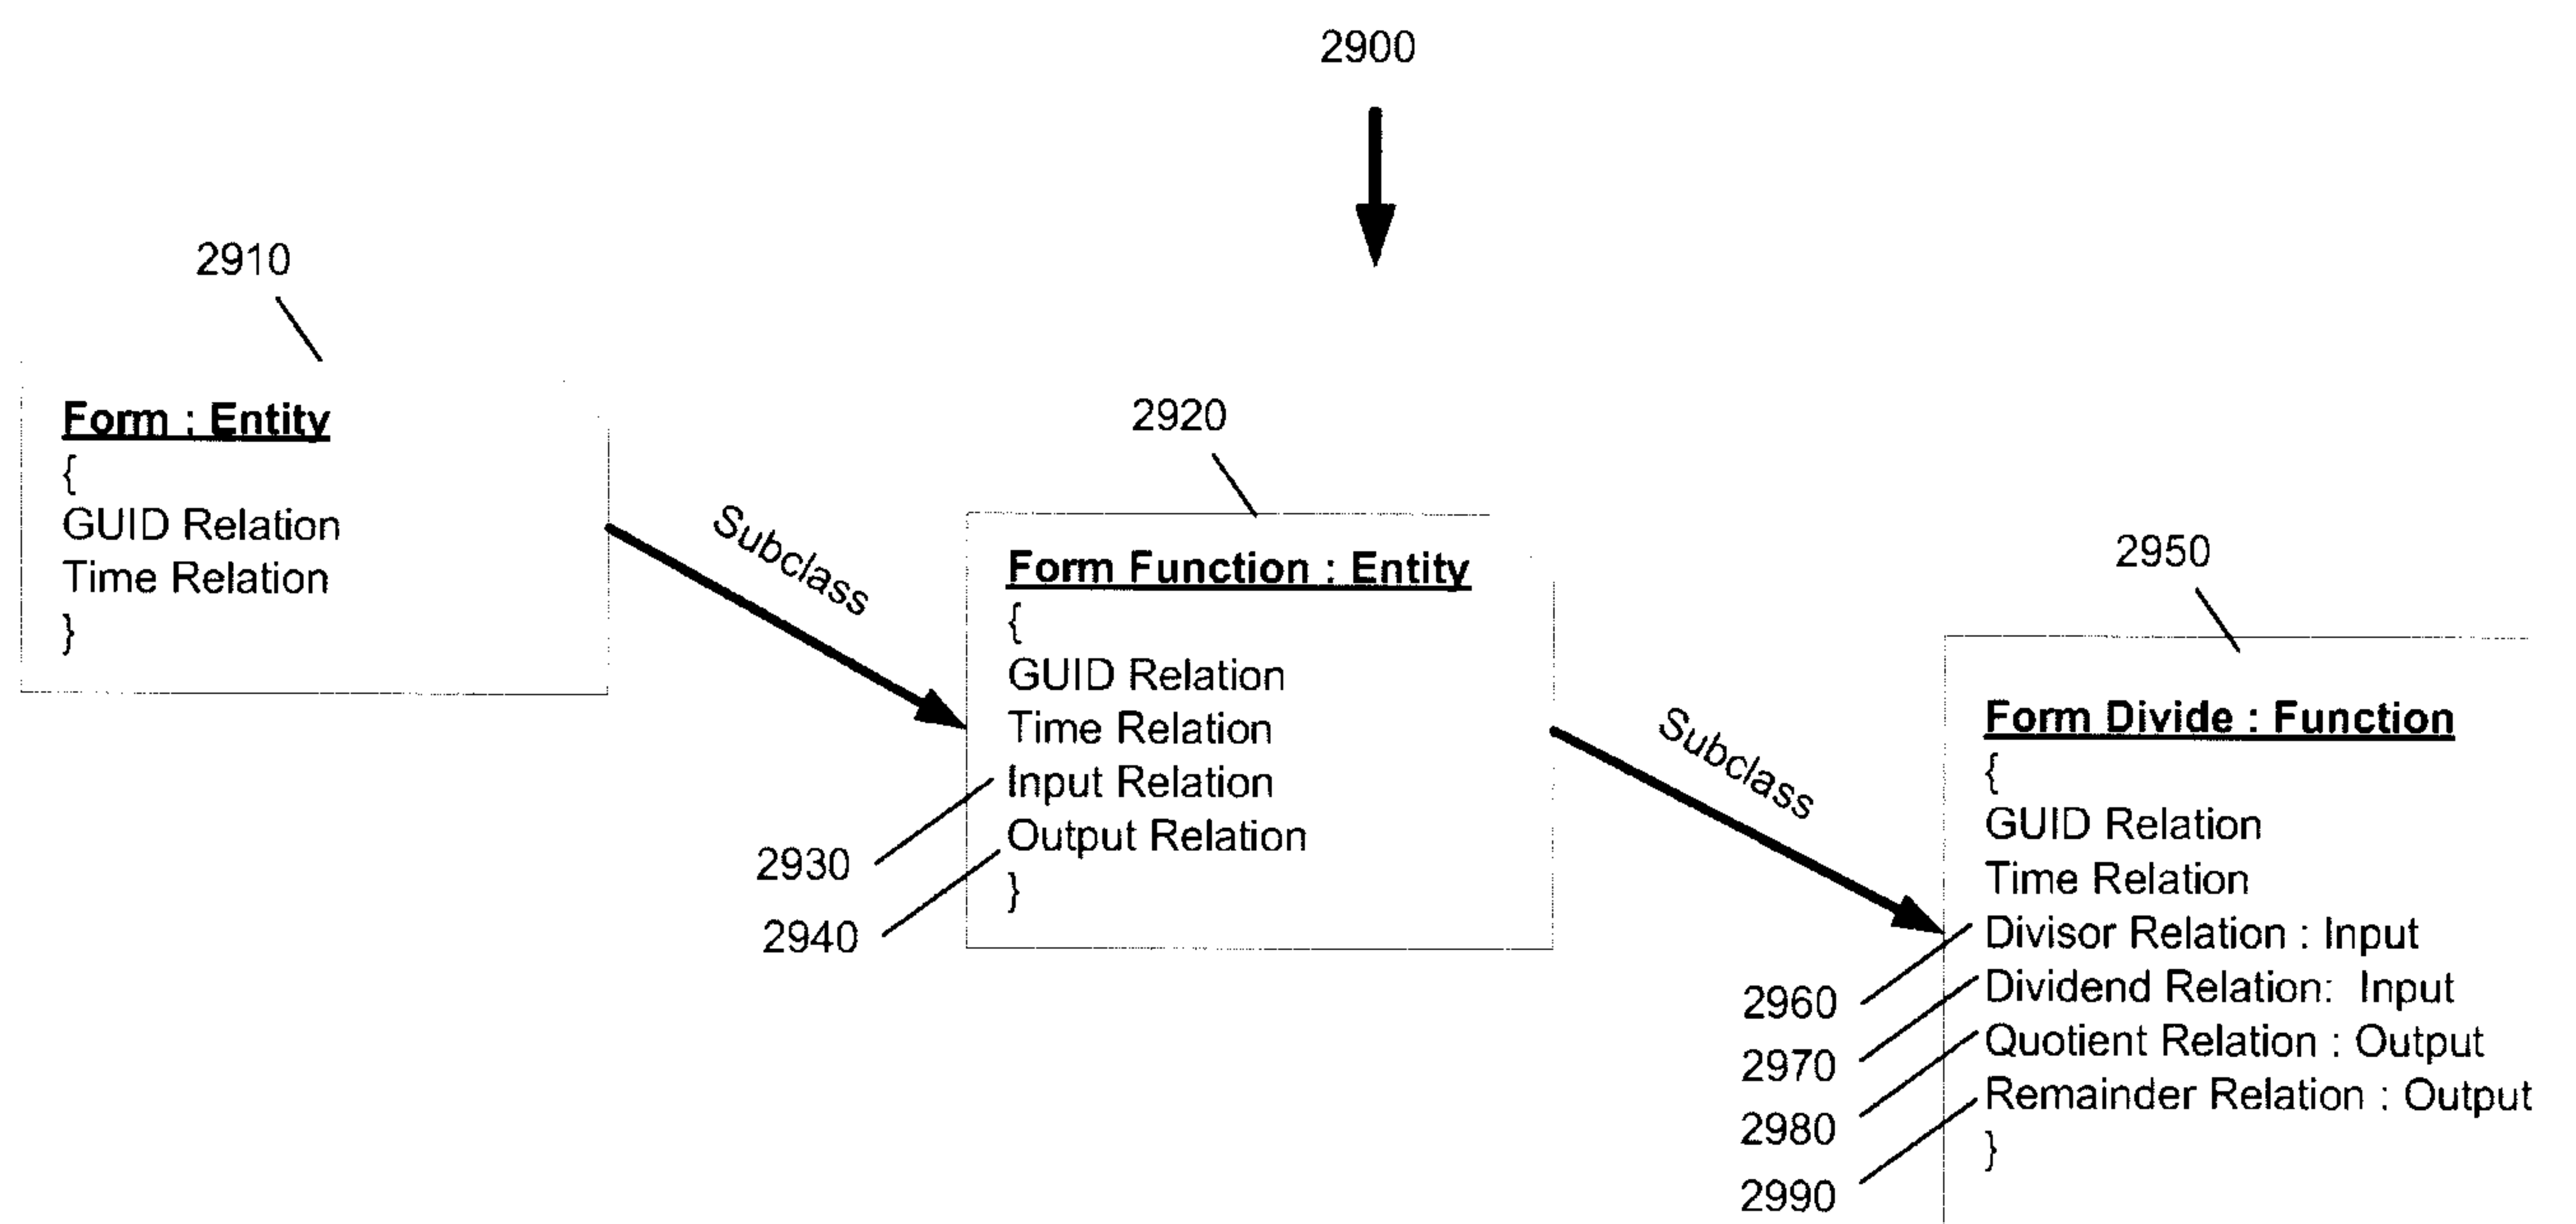 2900
2910
Form : Entity
{
GUID Relation
Time Relation
}
Subclass
2920
Form Function : Entity
{
GUID Relation
Time Relation
Input Relation
Output Relation
}
2930
2940
Subclass
2950
Form Divide : Function
{
GUID Relation
Time Relation
Divisor Relation : Input
Dividend Relation:  Input
Quotient Relation : Output
Remainder Relation : Output
}
2960
2970
2980
2990